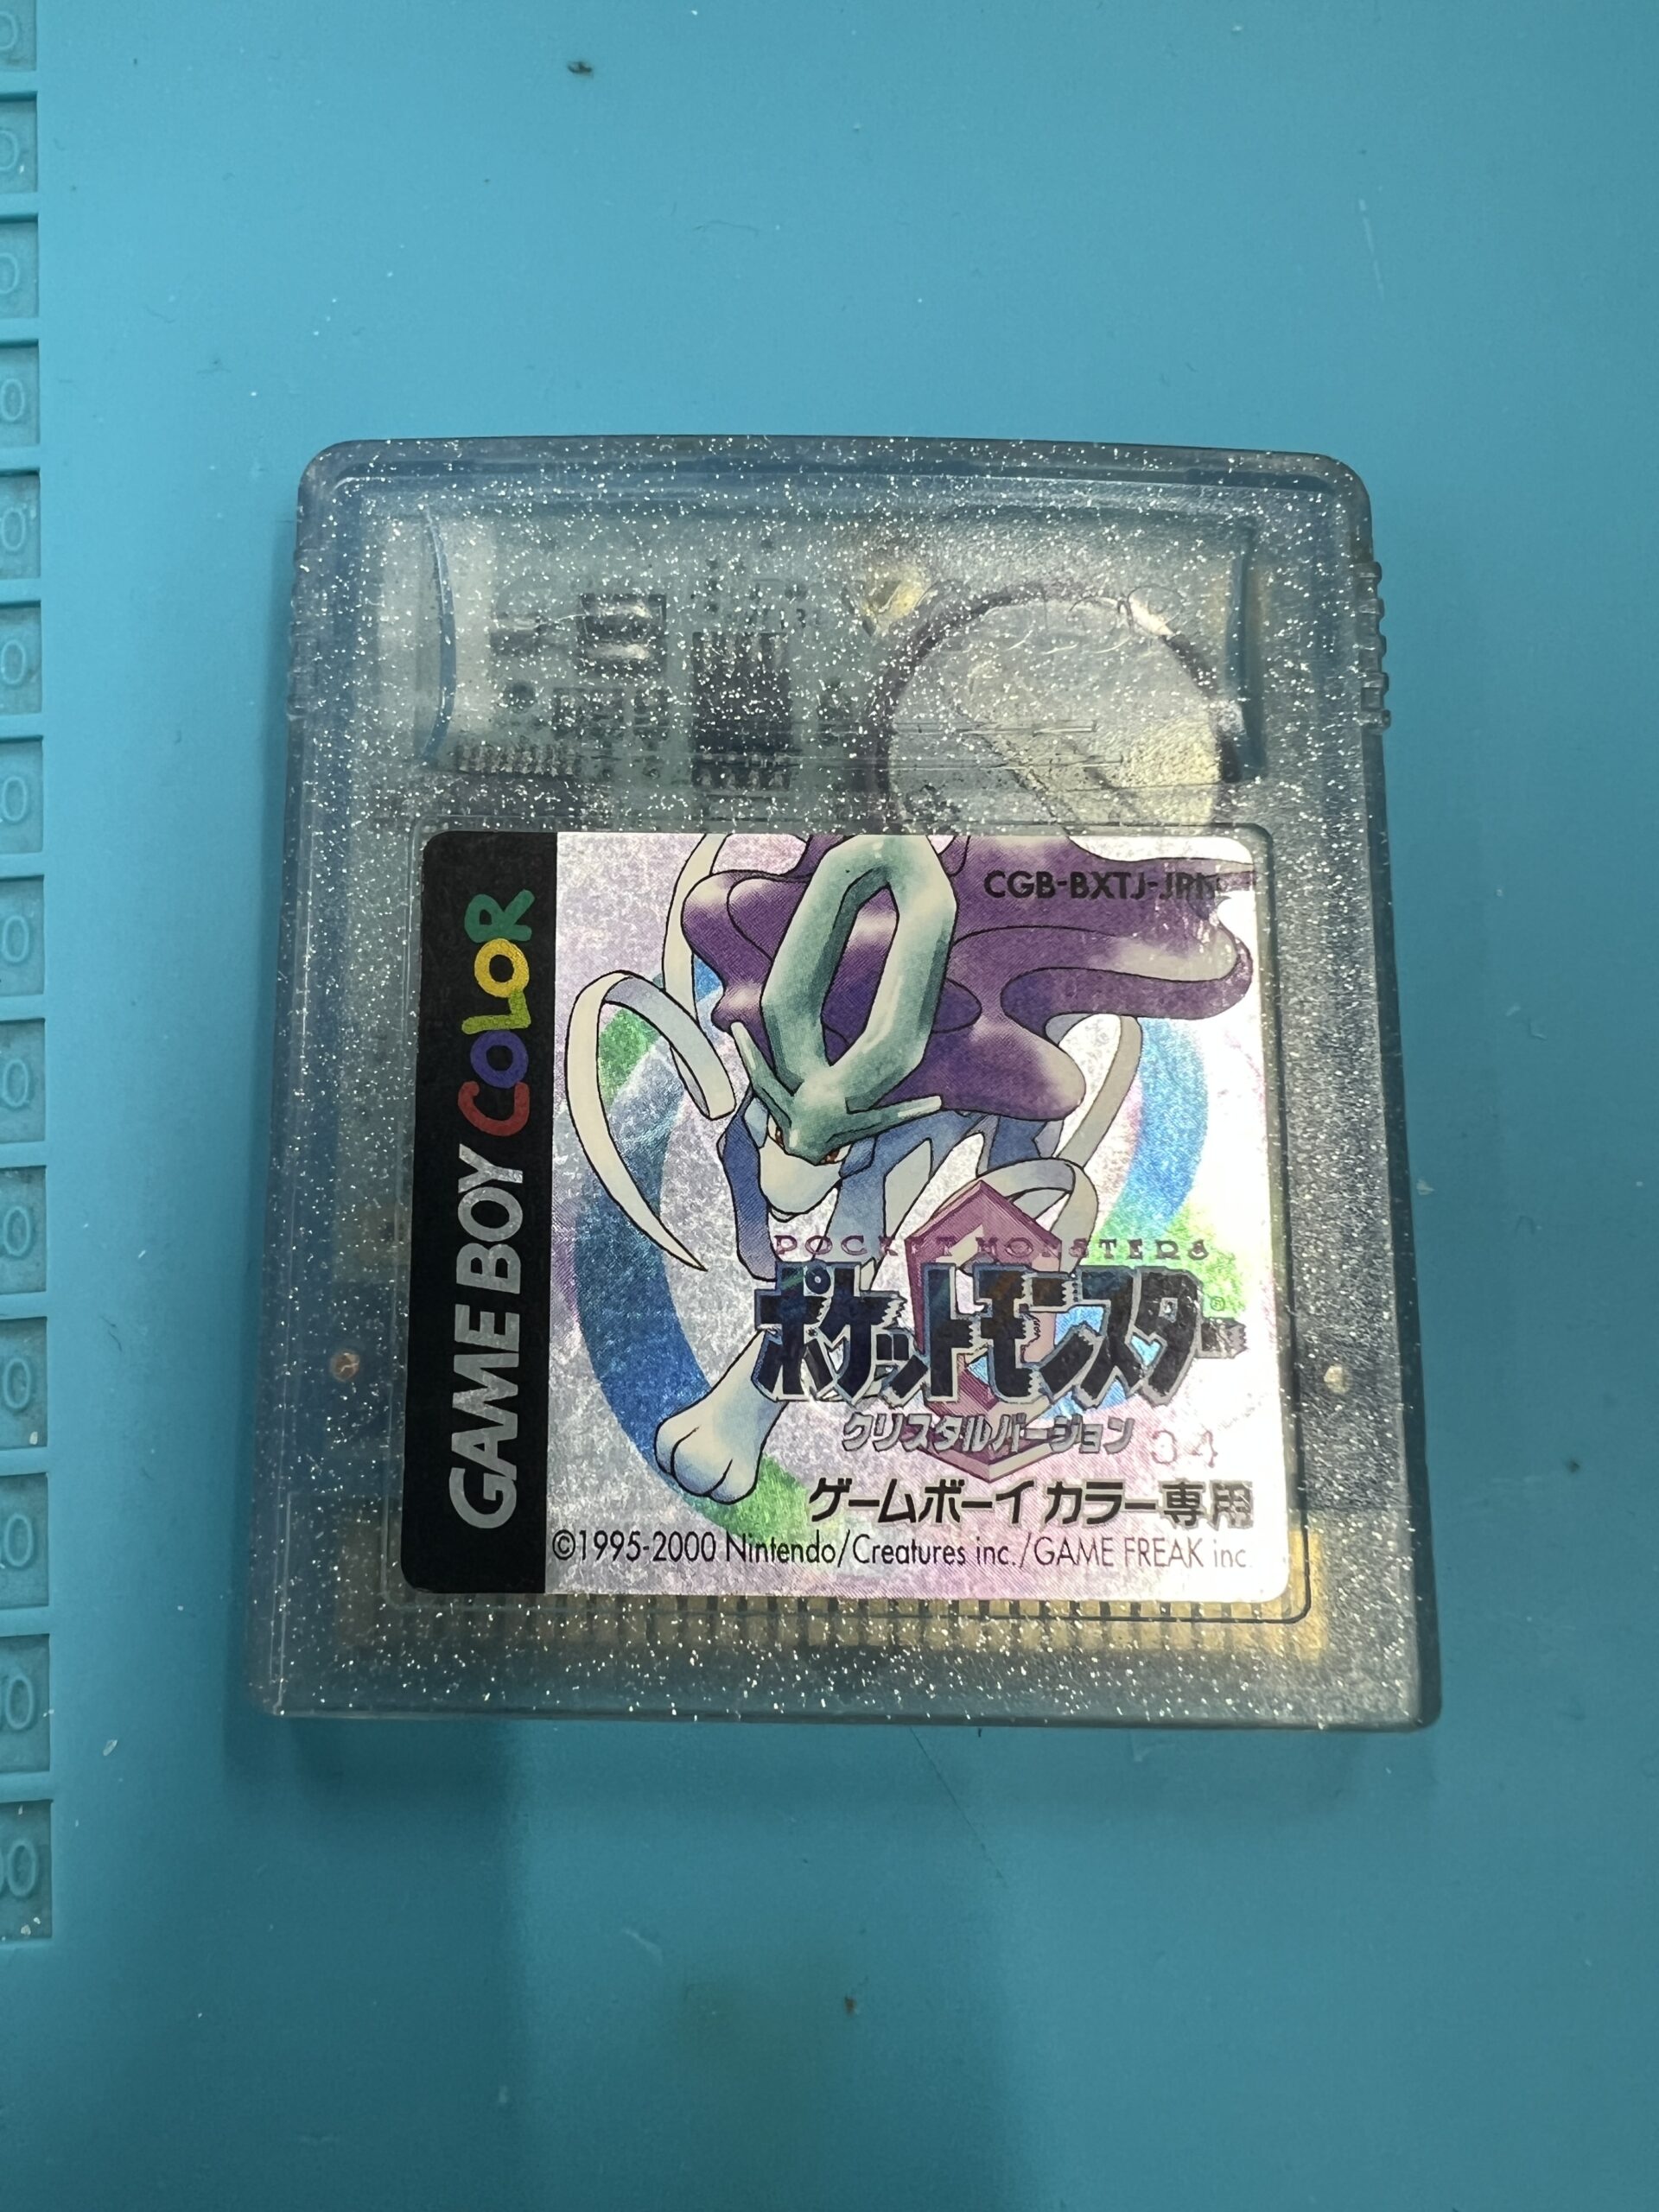 GAME BOY COLOR
CGB-BXTJ-JPN
POCKET MONSTERS
ポケットモンスター®
クリスタルバージョン
34
ゲームボーイカラー専用
©1995-2000 Nintendo/Creatures inc./GAME FREAK inc.